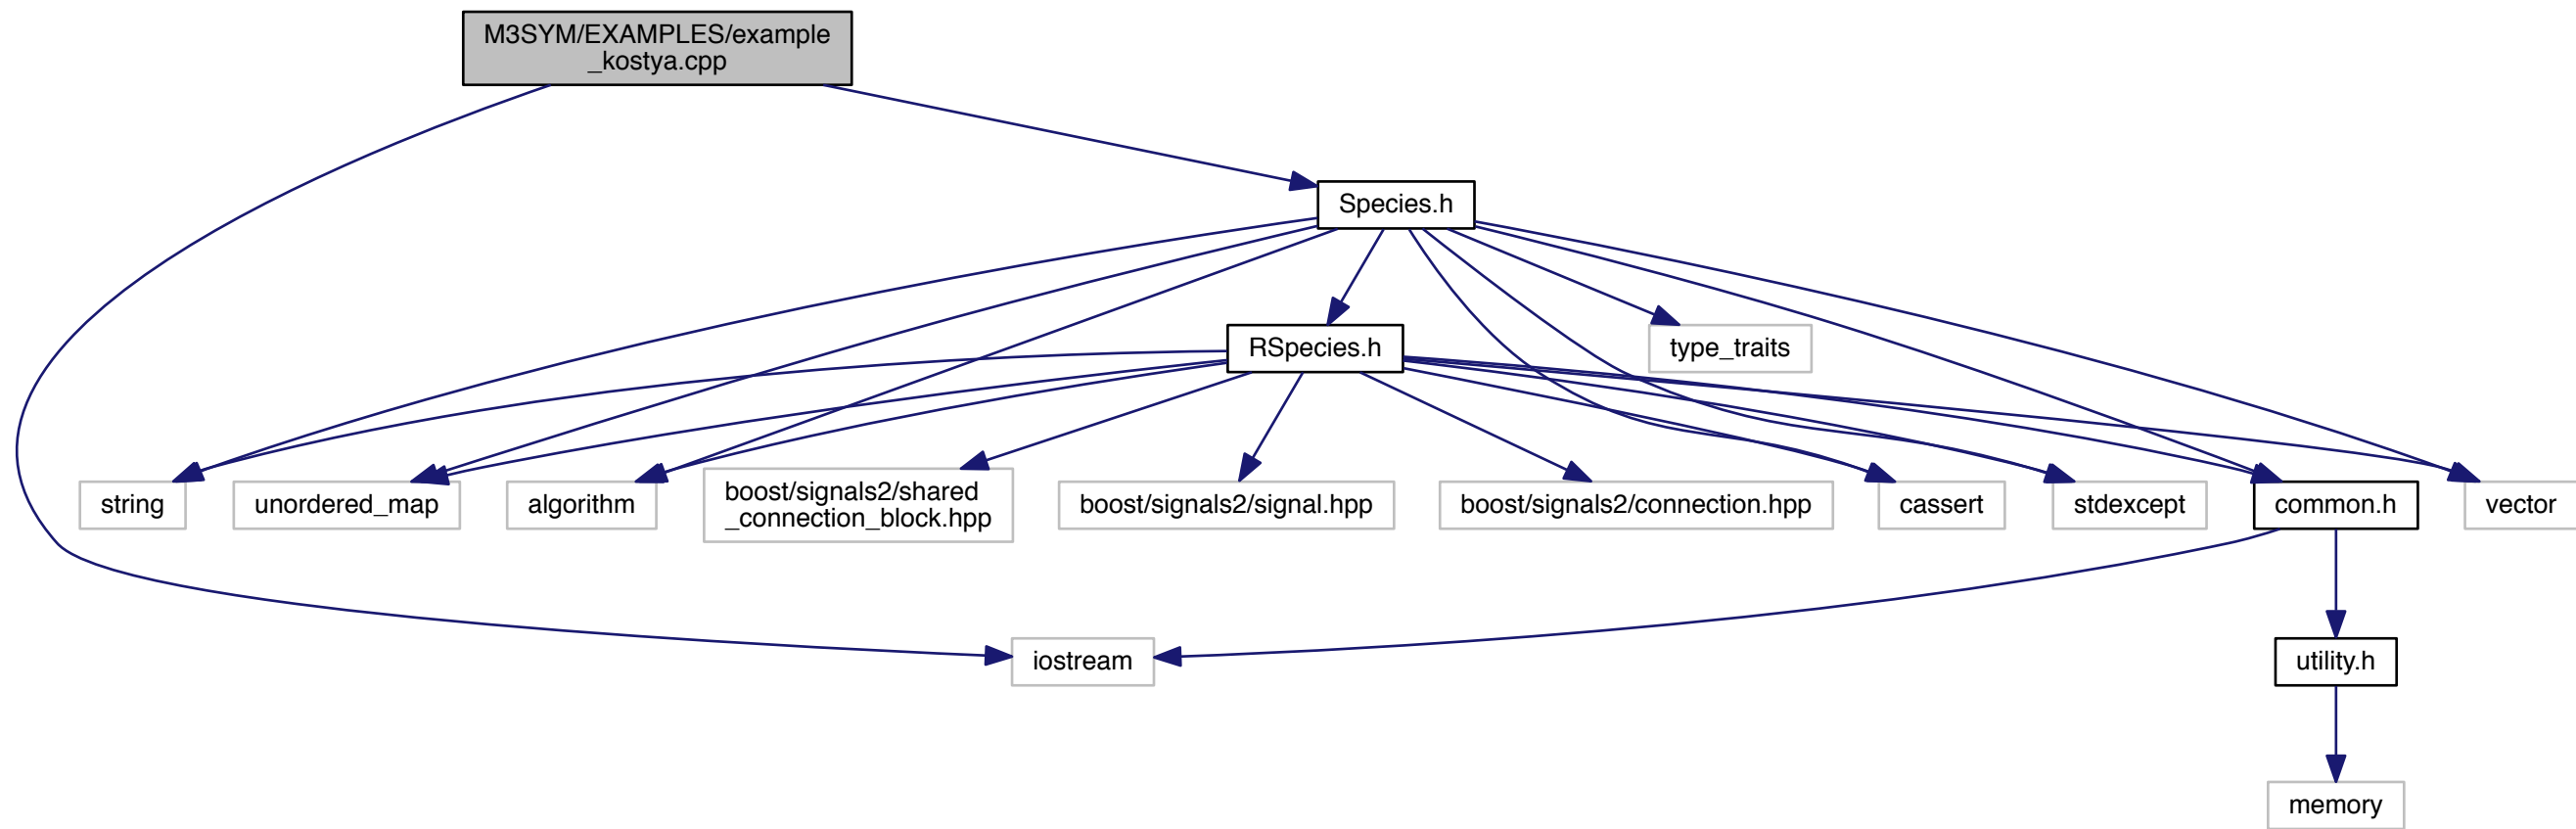 M3SYM/EXAMPLES/example
_kostya.cpp
Species.h
RSpecies.h
type_traits
string
unordered_map
algorithm
boost/signals2/shared
_connection_block.hpp
boost/signals2/signal.hpp
boost/signals2/connection.hpp
cassert
stdexcept
common.h
vector
iostream
utility.h
memory